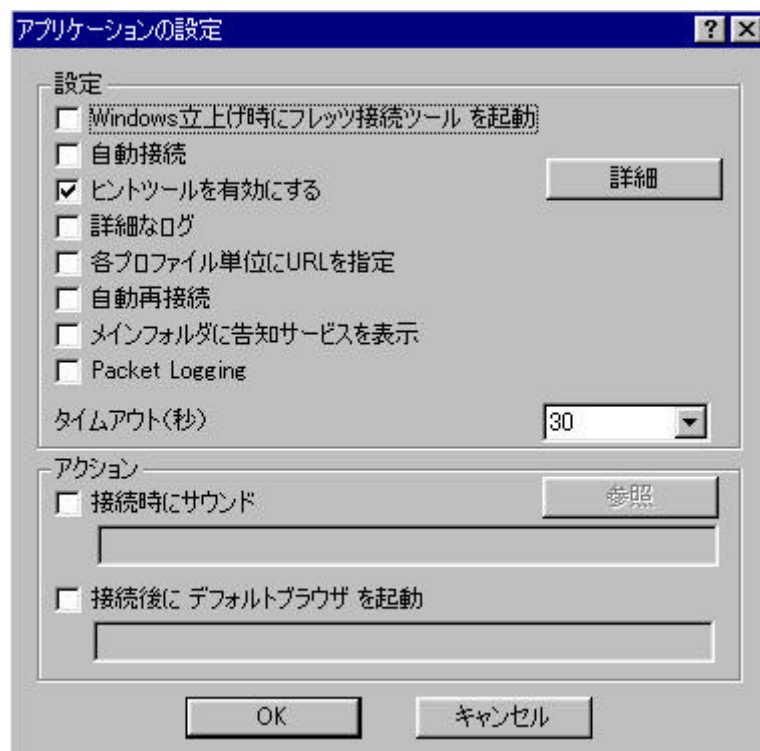 アプリケーションの設定
設定
Windows立上げ時にフレッツ接続ツール を起動
自動接続
詳細
ヒントツールを有効にする
詳細なログ
各プロファイル単位にURLを指定
自動再接続
メインフォルダに告知サービスを表示
Packet Logging
タイムアウト(秒) 30
アクション
接続時にサウンド 参照
接続後に デフォルトブラウザ を起動
OK キャンセル